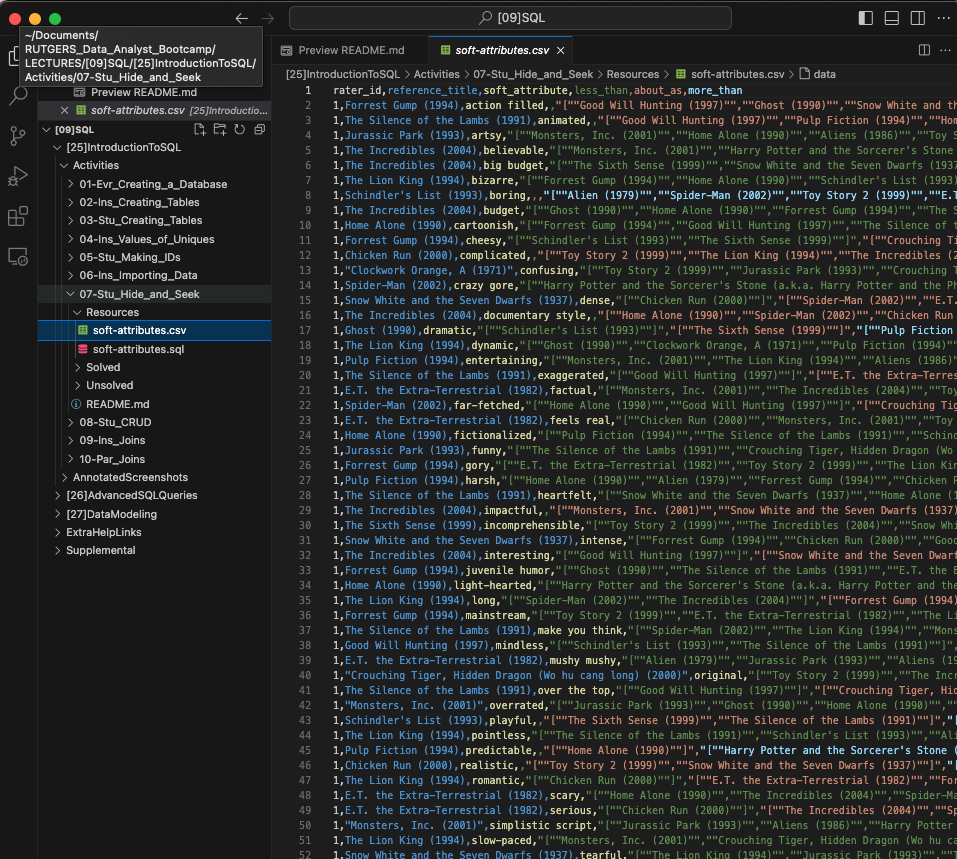 [09]SQL
~/Documents/
RUTGERS_Data_Analyst_Bootcamp/
LECTURES/[09]SQL/[25]IntroductionToSQL/
Activities/07-Stu_Hide_and_Seek
Preview README.md
soft-attributes.csv [25]Introductio...
[09]SQL
[25]IntroductionToSQL
Activities
01-Evr_Creating_a_Database
02-Ins_Creating_Tables
03-Stu_Creating_Tables
04-Ins_Values_of_Uniques
05-Stu_Making_IDs
06-Ins_Importing_Data
07-Stu_Hide_and_Seek
Resources
soft-attributes.csv
soft-attributes.sql
Solved
Unsolved
README.md
08-Stu_CRUD
09-Ins_Joins
10-Par_Joins
AnnotatedScreenshots
[26]AdvancedSQLQueries
[27]DataModeling
ExtraHelpLinks
Supplemental
Preview README.md
soft-attributes.csv
[25]IntroductionToSQL > Activities > 07-Stu_Hide_and_Seek > Resources > soft-attributes.csv > data
1 rater_id,reference_title,soft_attribute,less_than,about_as,more_than
2 1,Forrest Gump (1994),action filled,,"[""Good Will Hunting (1997)"",""Ghost (1990)"",""Snow White and th
3 1,The Silence of the Lambs (1991),animated,,"[""Good Will Hunting (1997)"",""Pulp Fiction (1994)"",""Hom
4 1,Jurassic Park (1993),artsy,"[""Monsters, Inc. (2001)"",""Home Alone (1990)"",""Aliens (1986)"",""Toy S
5 1,The Incredibles (2004),believable,"[""Monsters, Inc. (2001)"",""Harry Potter and the Sorcerer's Stone
6 1,The Incredibles (2004),big budget,"[""The Sixth Sense (1999)"",""Snow White and the Seven Dwarfs (1937
7 1,The Lion King (1994),bizarre,"[""Forrest Gump (1994)"",""Home Alone (1990)"",""Schindler's List (1993)
8 1,Schindler's List (1993),boring,,,"[""Alien (1979)"",""Spider-Man (2002)"",""Toy Story 2 (1999)"",""E.T
9 1,The Incredibles (2004),budget,"[""Ghost (1990)"",""Home Alone (1990)"",""Forrest Gump (1994)"",""The S
10 1,Home Alone (1990),cartoonish,"[""Forrest Gump (1994)"",""Good Will Hunting (1997)"",""The Silence of t
11 1,Forrest Gump (1994),cheesy,"[""Schindler's List (1993)"",""The Sixth Sense (1999)""]","[""Crouching Ti
12 1,Chicken Run (2000),complicated,,"[""Toy Story 2 (1999)"",""The Lion King (1994)"",""The Incredibles (2
13 1,"Clockwork Orange, A (1971)",confusing,"[""Toy Story 2 (1999)"",""Jurassic Park (1993)"",""Crouching T
14 1,Spider-Man (2002),crazy gore,"[""Harry Potter and the Sorcerer's Stone (a.k.a. Harry Potter and the Ph
15 1,Snow White and the Seven Dwarfs (1937),dense,"[""Chicken Run (2000)""]","[""Spider-Man (2002)"",""E.T.
16 1,The Incredibles (2004),documentary style,,"[""Home Alone (1990)"",""Spider-Man (2002)"",""Chicken Run
17 1,Ghost (1990),dramatic,"[""Schindler's List (1993)""]","[""The Sixth Sense (1999)""]","[""Pulp Fiction
18 1,The Lion King (1994),dynamic,"[""Ghost (1990)"",""Clockwork Orange, A (1971)"",""Pulp Fiction (1994)""
19 1,Pulp Fiction (1994),entertaining,"[""Monsters, Inc. (2001)"",""The Lion King (1994)"",""Aliens (1986)"
20 1,The Silence of the Lambs (1991),exaggerated,"[""Good Will Hunting (1997)""]","[""E.T. the Extra-Terres
21 1,E.T. the Extra-Terrestrial (1982),factual,"[""Monsters, Inc. (2001)"",""The Incredibles (2004)"",""Toy
22 1,Spider-Man (2002),far-fetched,"[""Home Alone (1990)"",""Good Will Hunting (1997)""]","[""Crouching Tig
23 1,E.T. the Extra-Terrestrial (1982),feels real,"[""Chicken Run (2000)"",""Monsters, Inc. (2001)"",""Toy
24 1,Home Alone (1990),fictionalized,"[""Pulp Fiction (1994)"",""The Silence of the Lambs (1991)"",""Schind
25 1,Jurassic Park (1993),funny,"[""The Silence of the Lambs (1991)"",""Crouching Tiger, Hidden Dragon (Wo
26 1,Forrest Gump (1994),gory,"[""E.T. the Extra-Terrestrial (1982)"",""Toy Story 2 (1999)"",""The Lion Kin
27 1,Pulp Fiction (1994),harsh,"[""Home Alone (1990)"",""Alien (1979)"",""Forrest Gump (1994)"",""Chicken R
28 1,The Silence of the Lambs (1991),heartfelt,"[""Snow White and the Seven Dwarfs (1937)"",""Home Alone (1
29 1,The Incredibles (2004),impactful,,"[""Monsters, Inc. (2001)"",""Snow White and the Seven Dwarfs (1937)
30 1,The Sixth Sense (1999),incomprehensible,"[""Toy Story 2 (1999)"",""The Incredibles (2004)"",""Snow Whi
31 1,Snow White and the Seven Dwarfs (1937),intense,"[""Forrest Gump (1994)"",""Chicken Run (2000)"",""Good
32 1,The Incredibles (2004),interesting,"[""Good Will Hunting (1997)""]","[""Snow White and the Seven Dwarf
33 1,Forrest Gump (1994),juvenile humor,"[""Ghost (1990)"",""The Silence of the Lambs (1991)"",""E.T. the E
34 1,Home Alone (1990),light-hearted,"[""Harry Potter and the Sorcerer's Stone (a.k.a. Harry Potter and the
35 1,The Lion King (1994),long,"[""Spider-Man (2002)"",""The Incredibles (2004)""]","[""Forrest Gump (1994)
36 1,Forrest Gump (1994),mainstream,"[""Toy Story 2 (1999)"",""E.T. the Extra-Terrestrial (1982)"",""The Li
37 1,The Silence of the Lambs (1991),make you think,"[""Spider-Man (2002)"",""The Lion King (1994)"",""Mons
38 1,Good Will Hunting (1997),mindless,"[""Schindler's List (1993)"",""The Silence of the Lambs (1991)""]",
39 1,E.T. the Extra-Terrestrial (1982),mushy mushy,"[""Alien (1979)"",""Jurassic Park (1993)"",""Aliens (19
40 1,"Crouching Tiger, Hidden Dragon (Wo hu cang long) (2000)",original,"[""Toy Story 2 (1999)"",""The Incr
41 1,The Silence of the Lambs (1991),over the top,"[""Good Will Hunting (1997)""]","[""Crouching Tiger, Hid
42 1,"Monsters, Inc. (2001)",overrated,"[""Jurassic Park (1993)"",""Ghost (1990)"",""Home Alone (1990)"",""
43 1,Schindler's List (1993),playful,,"[""The Sixth Sense (1999)"",""The Silence of the Lambs (1991)""]","[
44 1,The Lion King (1994),pointless,"[""The Silence of the Lambs (1991)"",""Schindler's List (1993)"",""Ali
45 1,Pulp Fiction (1994),predictable,,"[""Home Alone (1990)""]","[""Harry Potter and the Sorcerer's Stone (
46 1,Chicken Run (2000),realistic,,"[""Toy Story 2 (1999)"",""Snow White and the Seven Dwarfs (1937)""]","[
47 1,The Lion King (1994),romantic,"[""Chicken Run (2000)""]","[""E.T. the Extra-Terrestrial (1982)"",""For
48 1,E.T. the Extra-Terrestrial (1982),scary,"[""Home Alone (1990)"",""The Incredibles (2004)"",""Spider-Ma
49 1,E.T. the Extra-Terrestrial (1982),serious,"[""Chicken Run (2000)""]","[""The Incredibles (2004)"",""Sp
50 1,"Monsters, Inc. (2001)",simplistic script,"[""Jurassic Park (1993)"",""Aliens (1986)"",""Harry Potter
51 1,The Lion King (1994),slow-paced,"[""Monsters, Inc. (2001)"",""Crouching Tiger, Hidden Dragon (Wo hu ca
52 1,Snow White and the Seven Dwarfs (1937),tearful,"[""The Lion King (1994)"",""Jurassic Park (1993)"",""